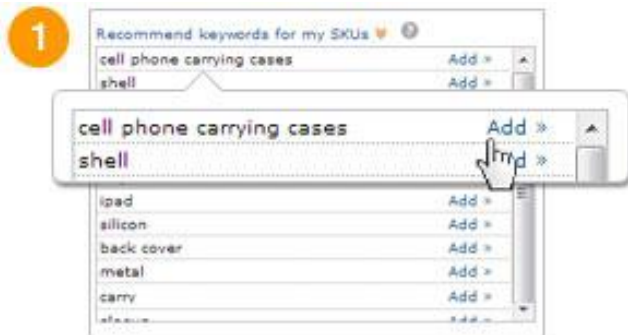 1
Recommend keywords for my SKUs
cell phone carrying cases Add »
shell Add »
cell phone carrying cases Add »
shell »
ipad Add »
silicon Add »
back cover Add »
metal Add »
carry Add »